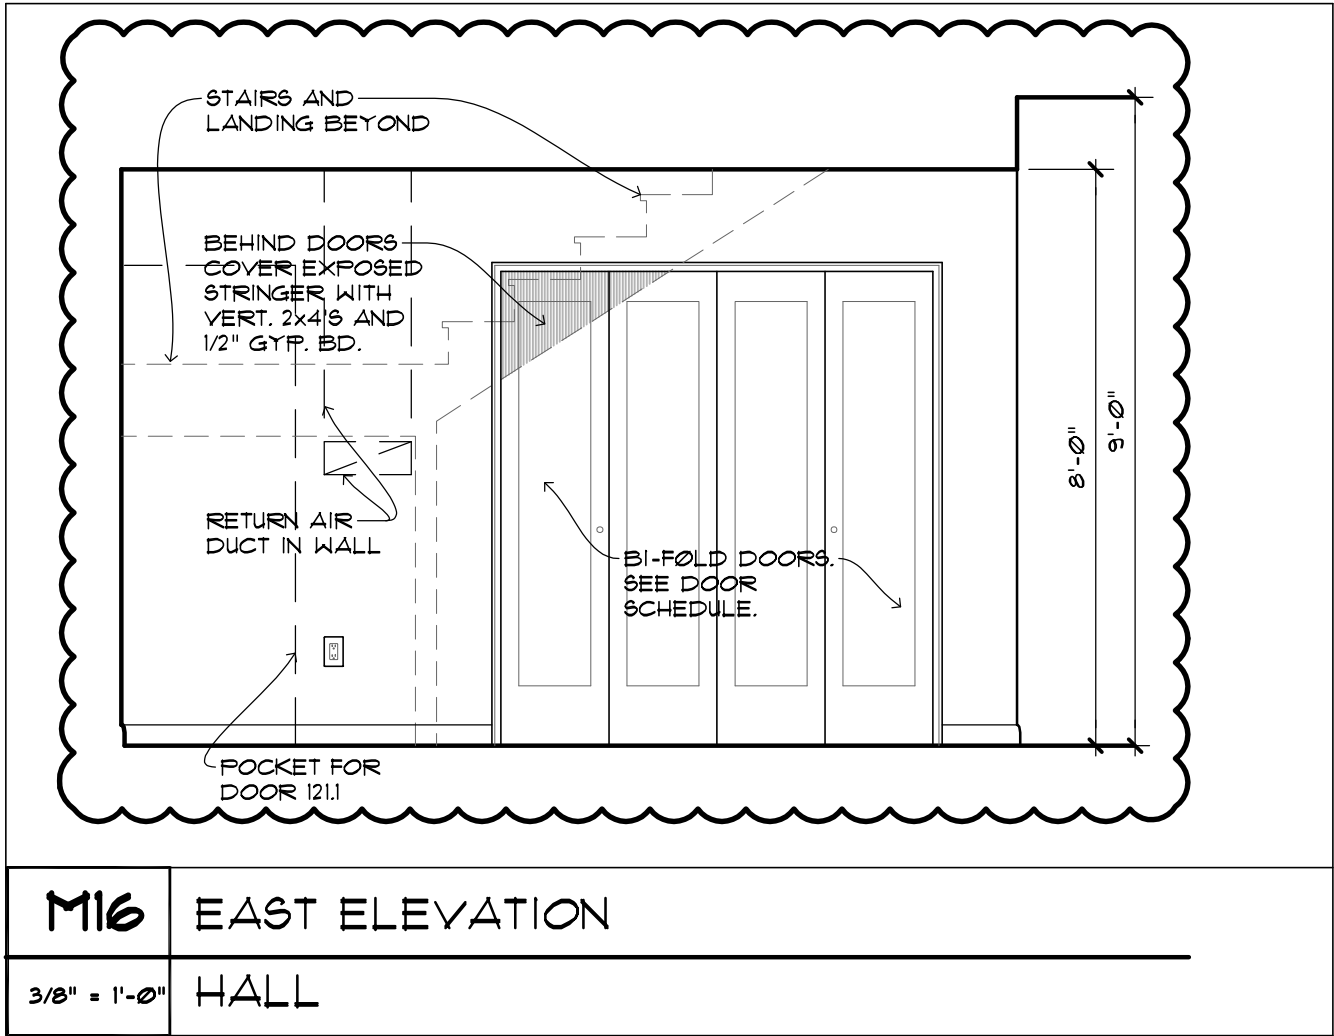 STAIRS AND
LANDING BEYOND
BEHIND DOORS
COVER EXPOSED
STRINGER WITH
VERT. 2x4'S AND
1/2" GYP. BD.
8'-0"
9'-0"
RETURN AIR
DUCT IN WALL
BI-FOLD DOORS.
SEE DOOR
SCHEDULE.
POCKET FOR
DOOR 121.1
M16
EAST ELEVATION
3/8" = 1'-0"
HALL